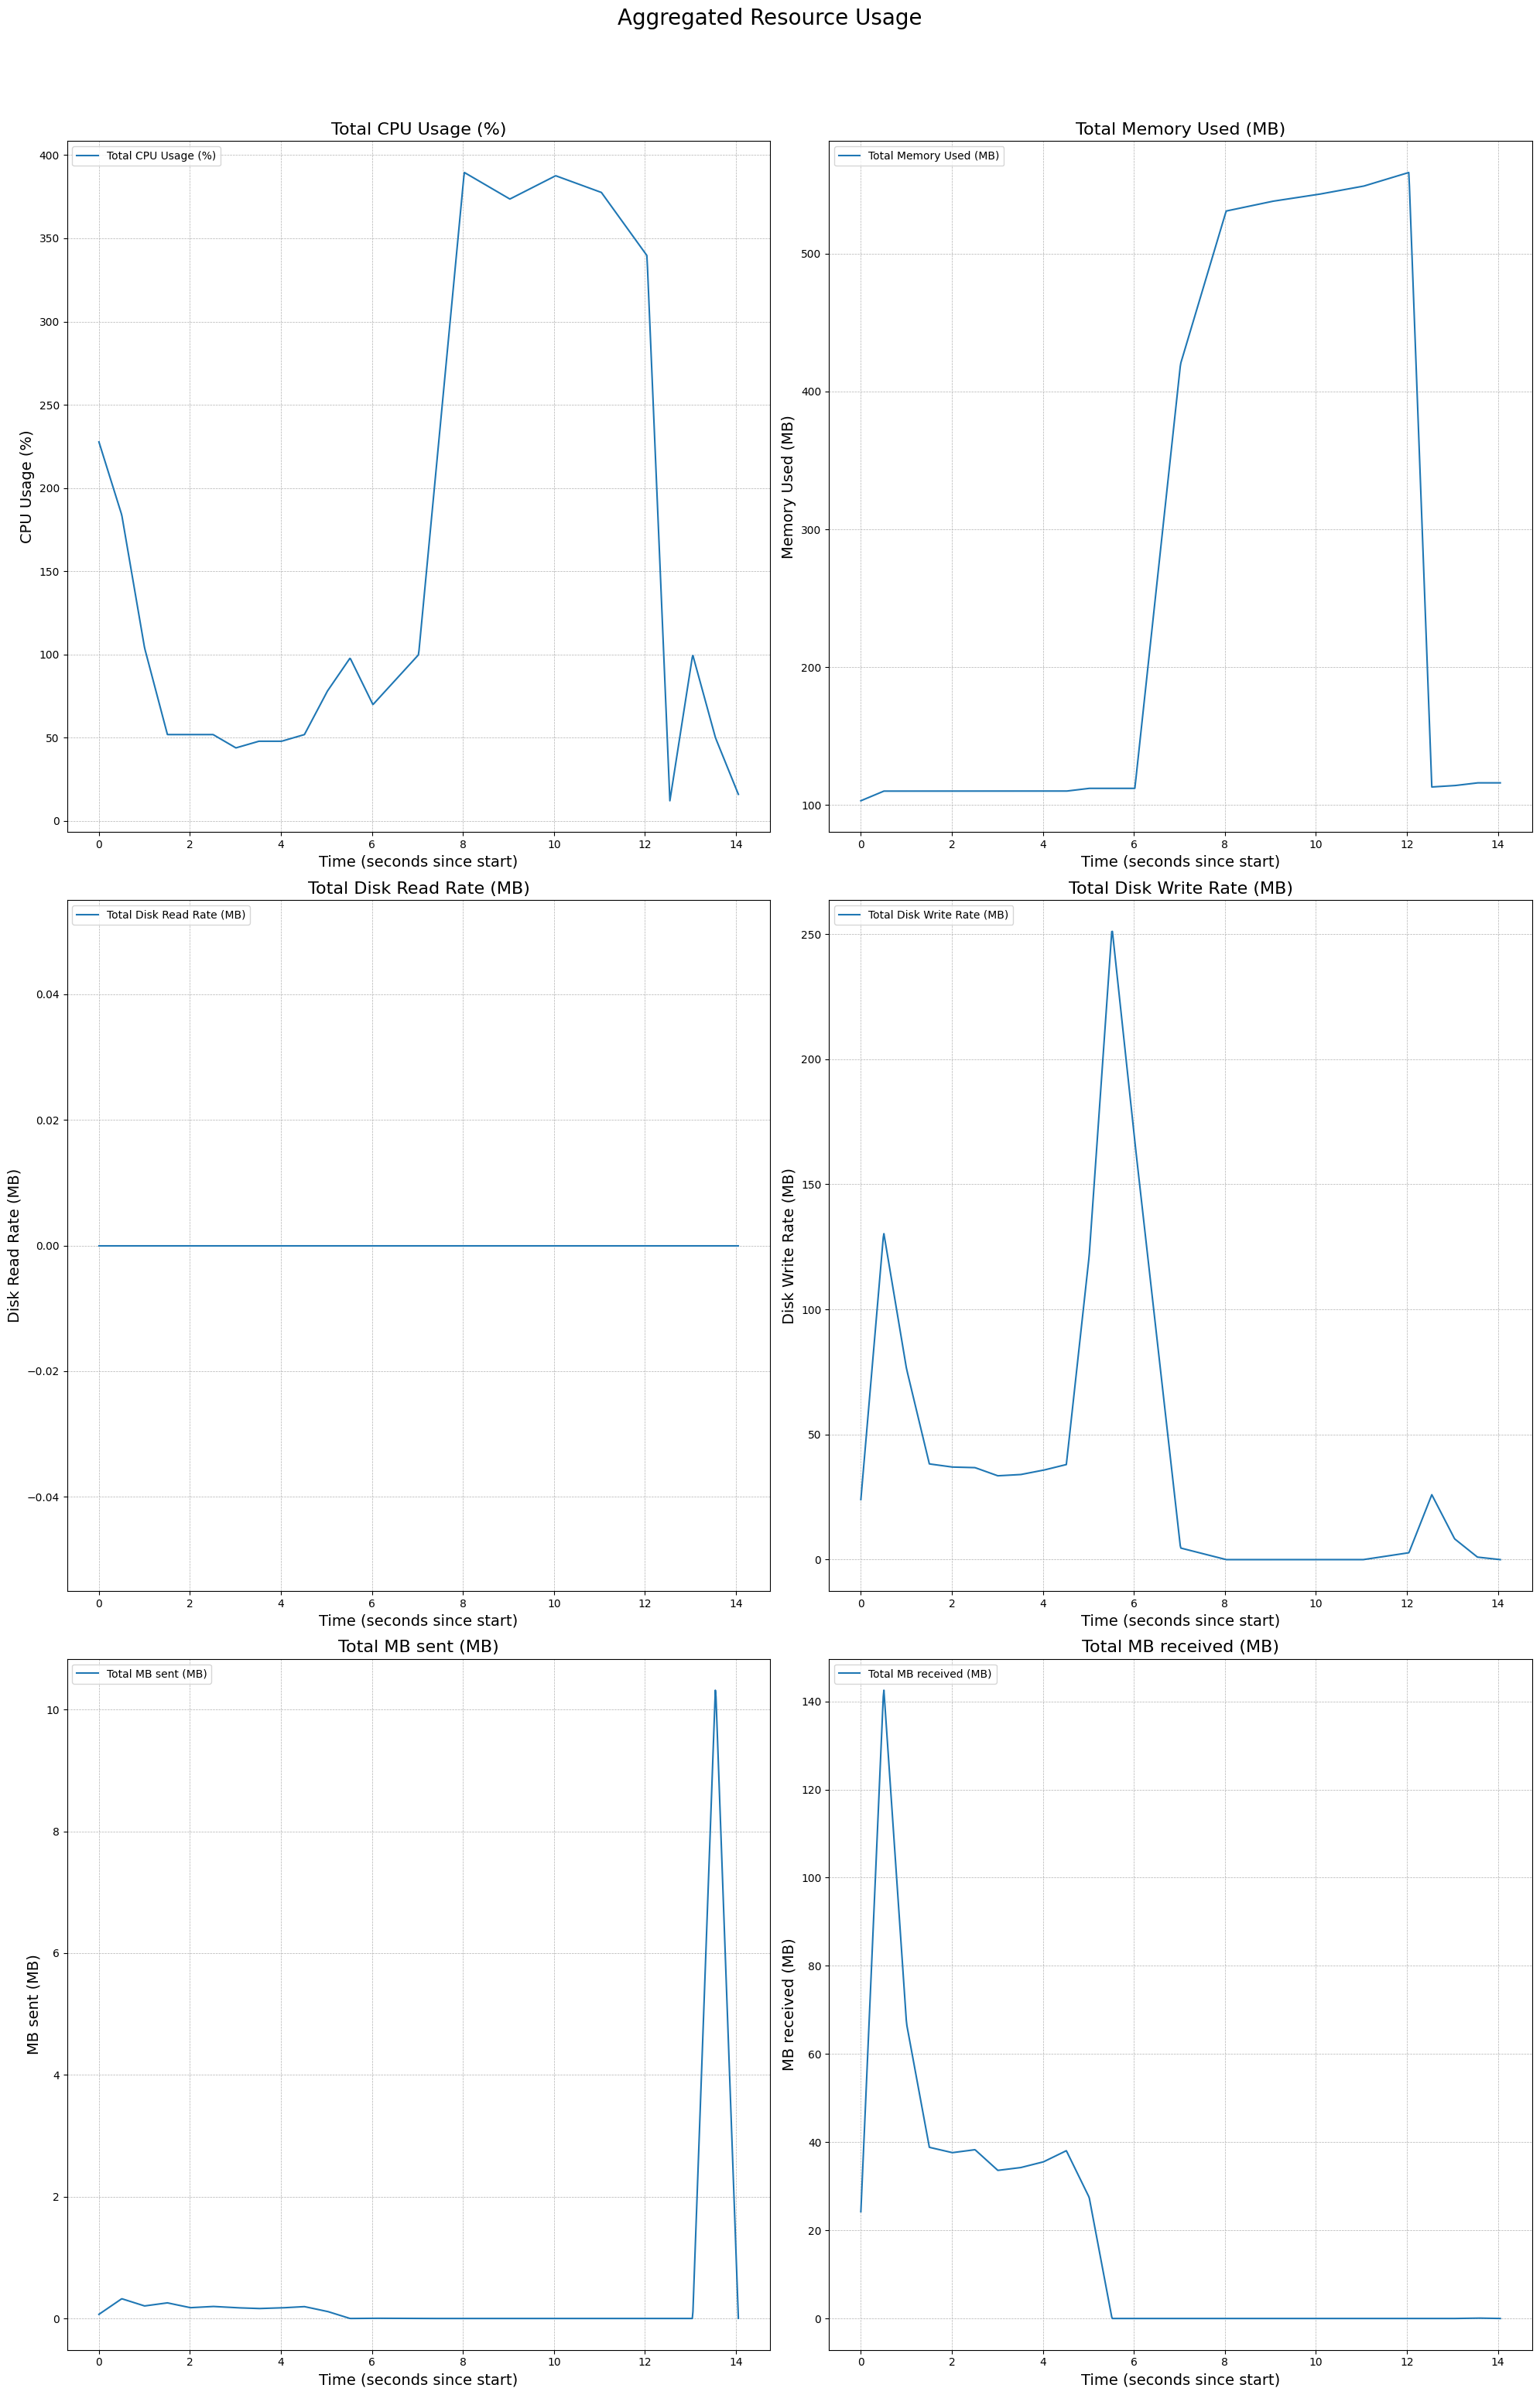 Aggregated Resource Usage
Total CPU Usage (%)
Total CPU Usage (%)
400
350
300
250
200
150
100
50
0
CPU Usage (%)
0 2 4 6 8 10 12 14
Time (seconds since start)
Total Memory Used (MB)
Total Memory Used (MB)
500
400
300
200
100
Memory Used (MB)
0 2 4 6 8 10 12 14
Time (seconds since start)
Total Disk Read Rate (MB)
Total Disk Read Rate (MB)
0.04
0.02
0.00
−0.02
−0.04
Disk Read Rate (MB)
0 2 4 6 8 10 12 14
Time (seconds since start)
Total Disk Write Rate (MB)
Total Disk Write Rate (MB)
250
200
150
100
50
0
Disk Write Rate (MB)
0 2 4 6 8 10 12 14
Time (seconds since start)
Total MB sent (MB)
Total MB sent (MB)
10
8
6
4
2
0
MB sent (MB)
0 2 4 6 8 10 12 14
Time (seconds since start)
Total MB received (MB)
Total MB received (MB)
140
120
100
80
60
40
20
0
MB received (MB)
0 2 4 6 8 10 12 14
Time (seconds since start)